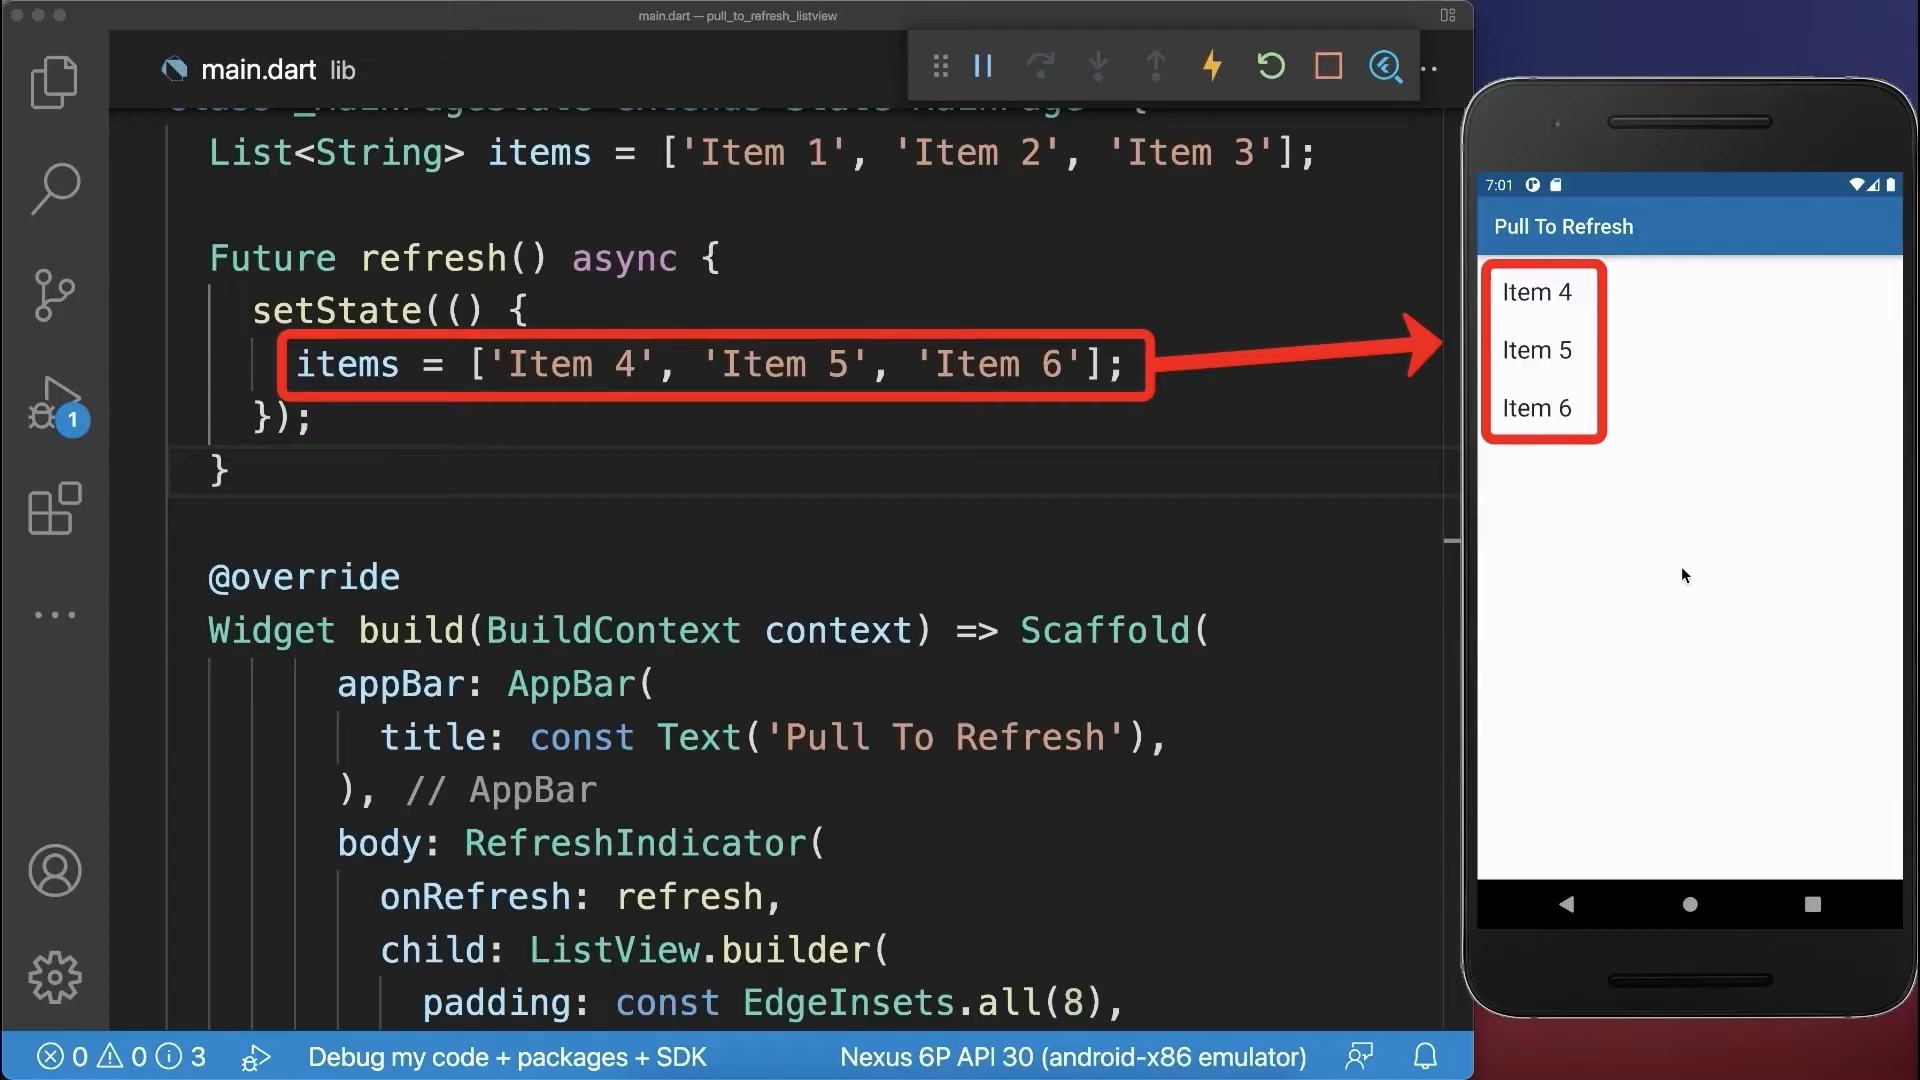 main.dart — pull_to_refresh_listview
main.dart lib
List<String> items = ['Item 1', 'Item 2', 'Item 3'];
Future refresh() async {
setState(() {
items = ['Item 4', 'Item 5', 'Item 6'];
});
}
@override
Widget build(BuildContext context) => Scaffold(
appBar: AppBar(
title: const Text('Pull To Refresh'),
), // AppBar
body: RefreshIndicator(
onRefresh: refresh,
child: ListView.builder(
padding: const EdgeInsets.all(8),
1
0 0 3 Debug my code + packages + SDK Nexus 6P API 30 (android-x86 emulator)
7:01
Pull To Refresh
Item 4
Item 5
Item 6